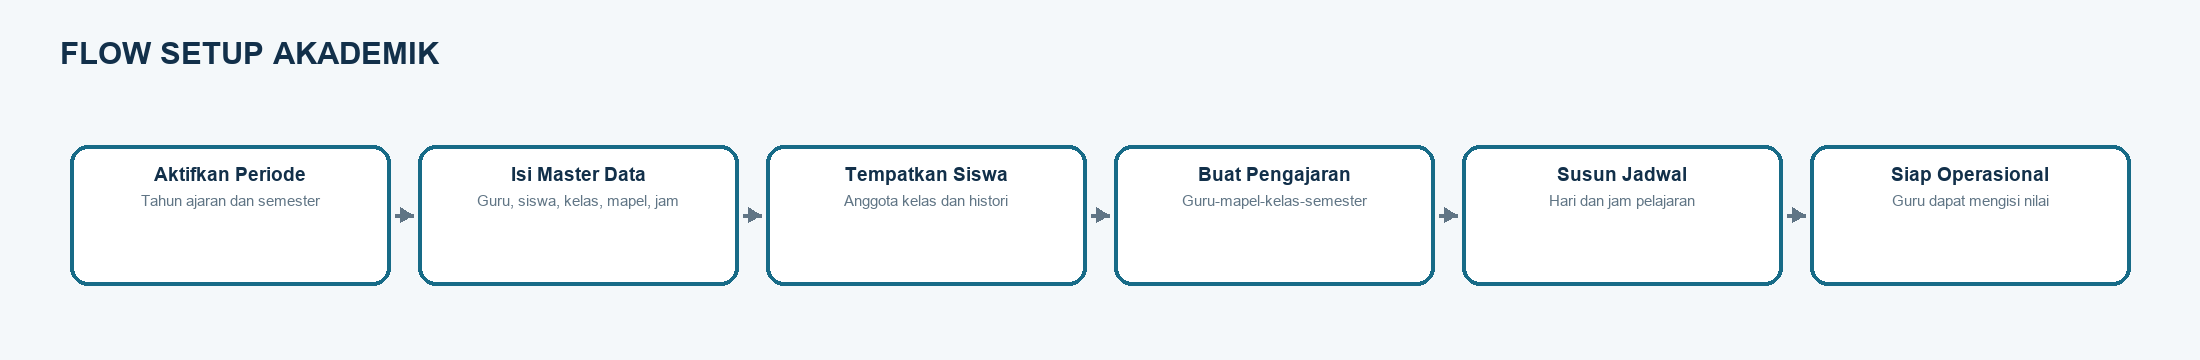 FLOW SETUP AKADEMIK
Aktifkan Periode
Tahun ajaran dan semester
Isi Master Data
Guru, siswa, kelas, mapel, jam
Tempatkan Siswa
Anggota kelas dan histori
Buat Pengajaran
Guru-mapel-kelas-semester
Susun Jadwal
Hari dan jam pelajaran
Siap Operasional
Guru dapat mengisi nilai